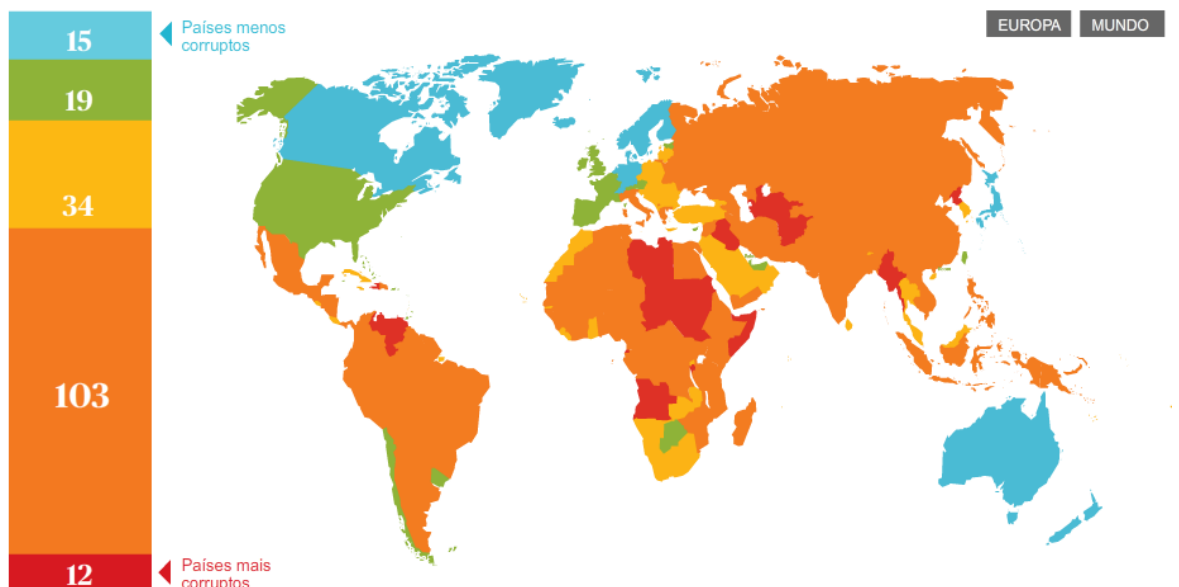 15
Países menos
corruptos
EUROPA
MUNDO
19
34
103
12
Países mais
corruptos